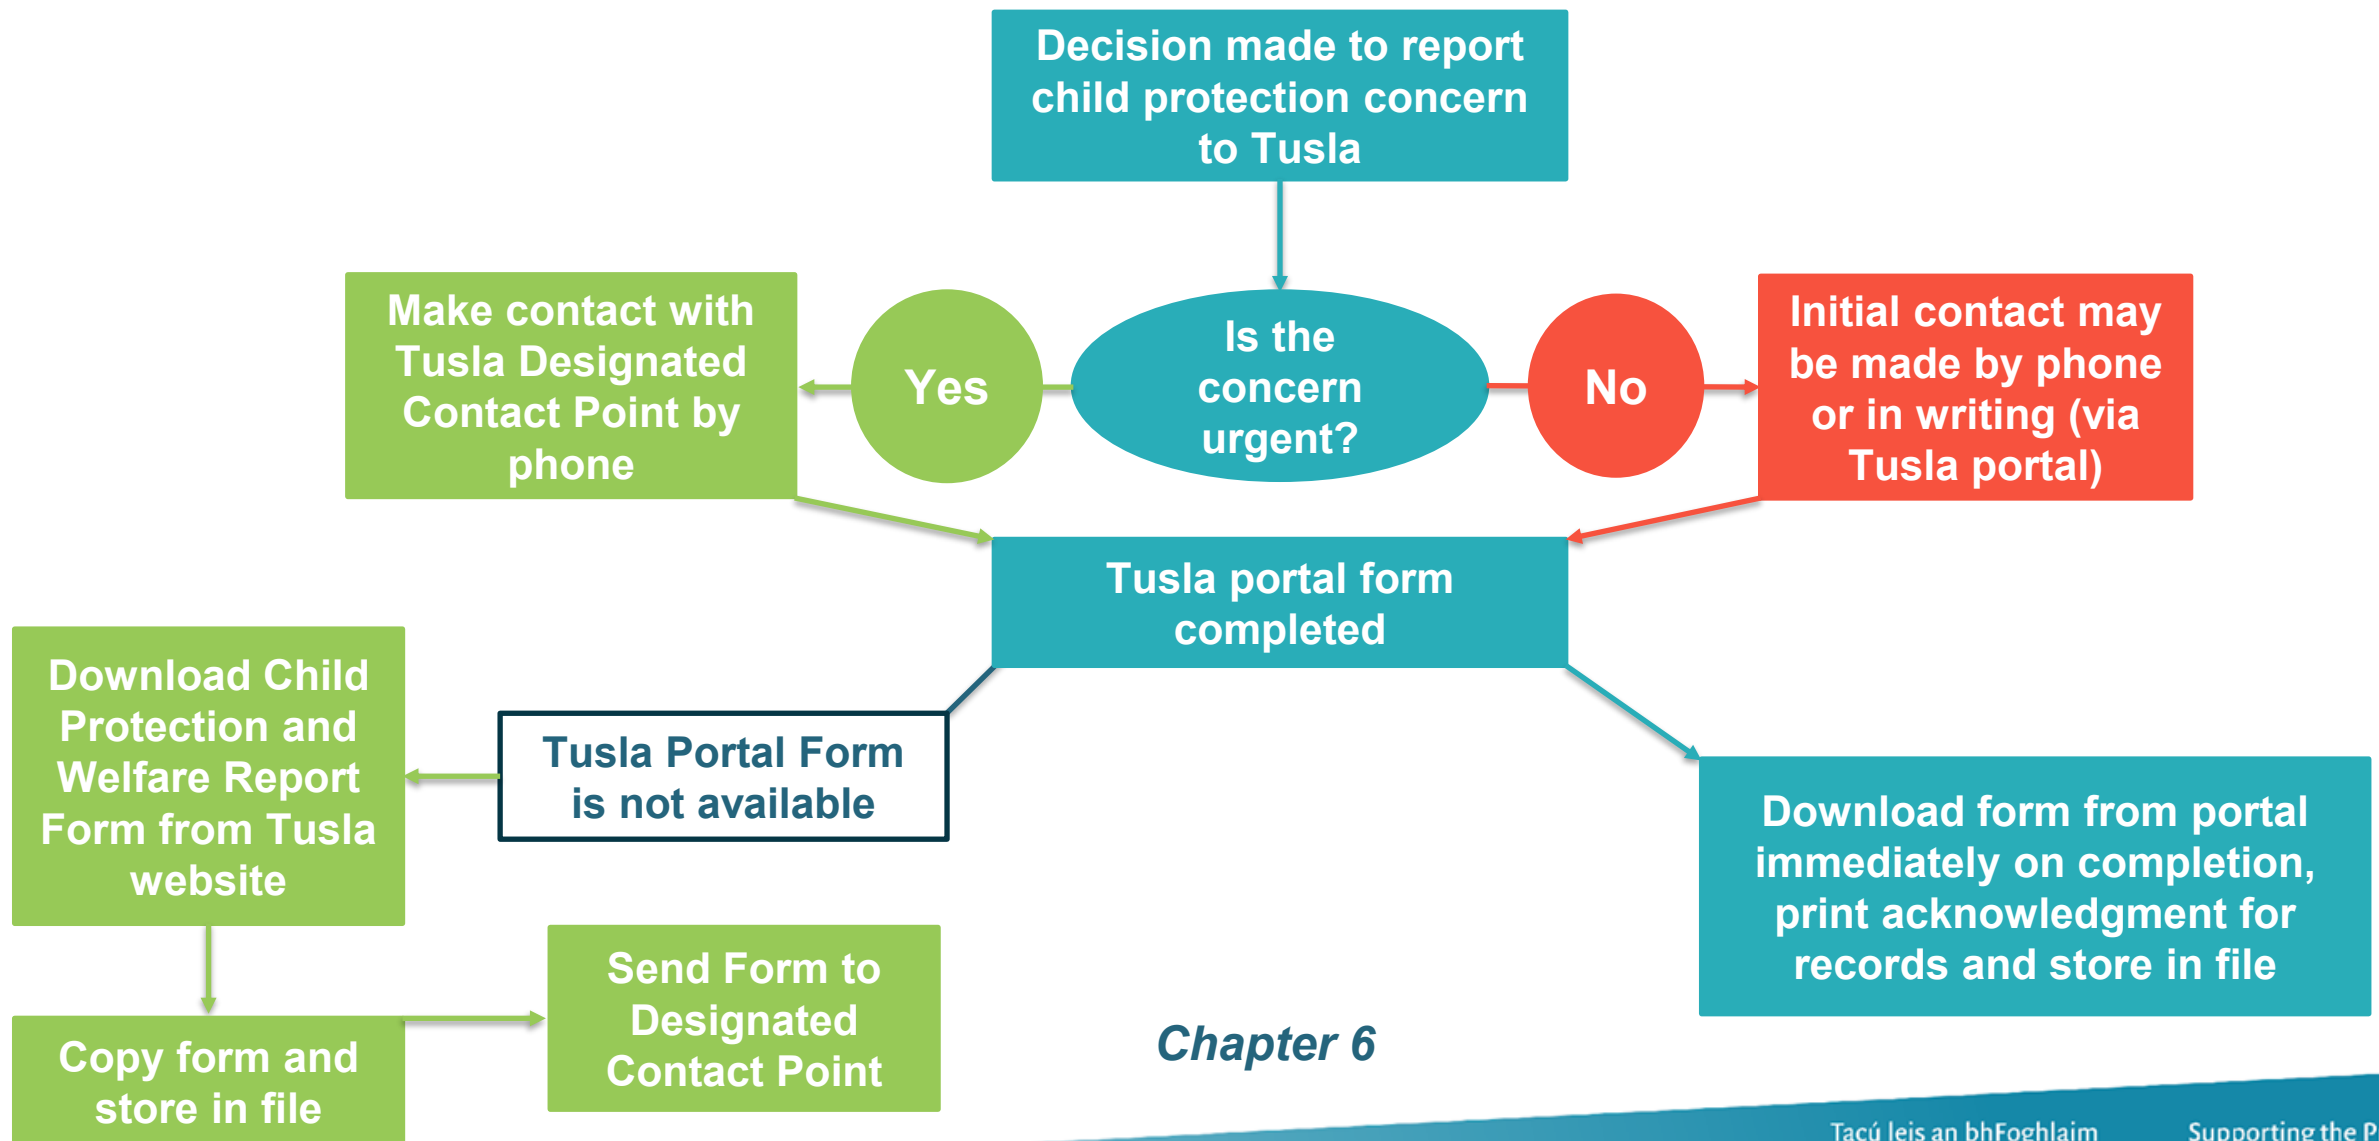 Decision made to report
child protection concern
to Tusla
Make contact with
Tusla Designated
Contact Point by
phone
Yes
Is the
concern
urgent?
No
Initial contact may
be made by phone
or in writing (via
Tusla portal)
Tusla portal form
completed
Download Child
Protection and
Welfare Report
Form from Tusla
website
Tusla Portal Form
is not available
Download form from portal
immediately on completion,
print acknowledgment for
records and store in file
Send Form to
Designated
Contact Point
Copy form and
store in file
Chapter 6
Tacú leis an bhFoghlaim
Supporting the P